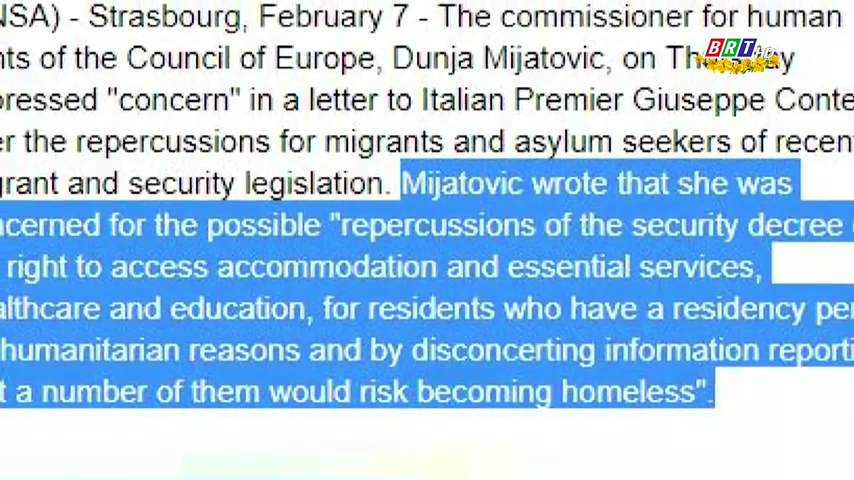 NSA) - Strasbourg, February 7 - The commissioner for human
nts of the Council of Europe, Dunja Mijatovic, on
BRT HD
pressed "concern" in a letter to Italian Premier Giuseppe Conte
er the repercussions for migrants and asylum seekers of recent
grant and security legislation. Mijatovic wrote that she was
ncerned for the possible "repercussions of the security decree
right to access accommodation and essential services,
althcare and education, for residents who have a residency per
humanitarian reasons and by disconcerting information reporti
t a number of them would risk becoming homeless".